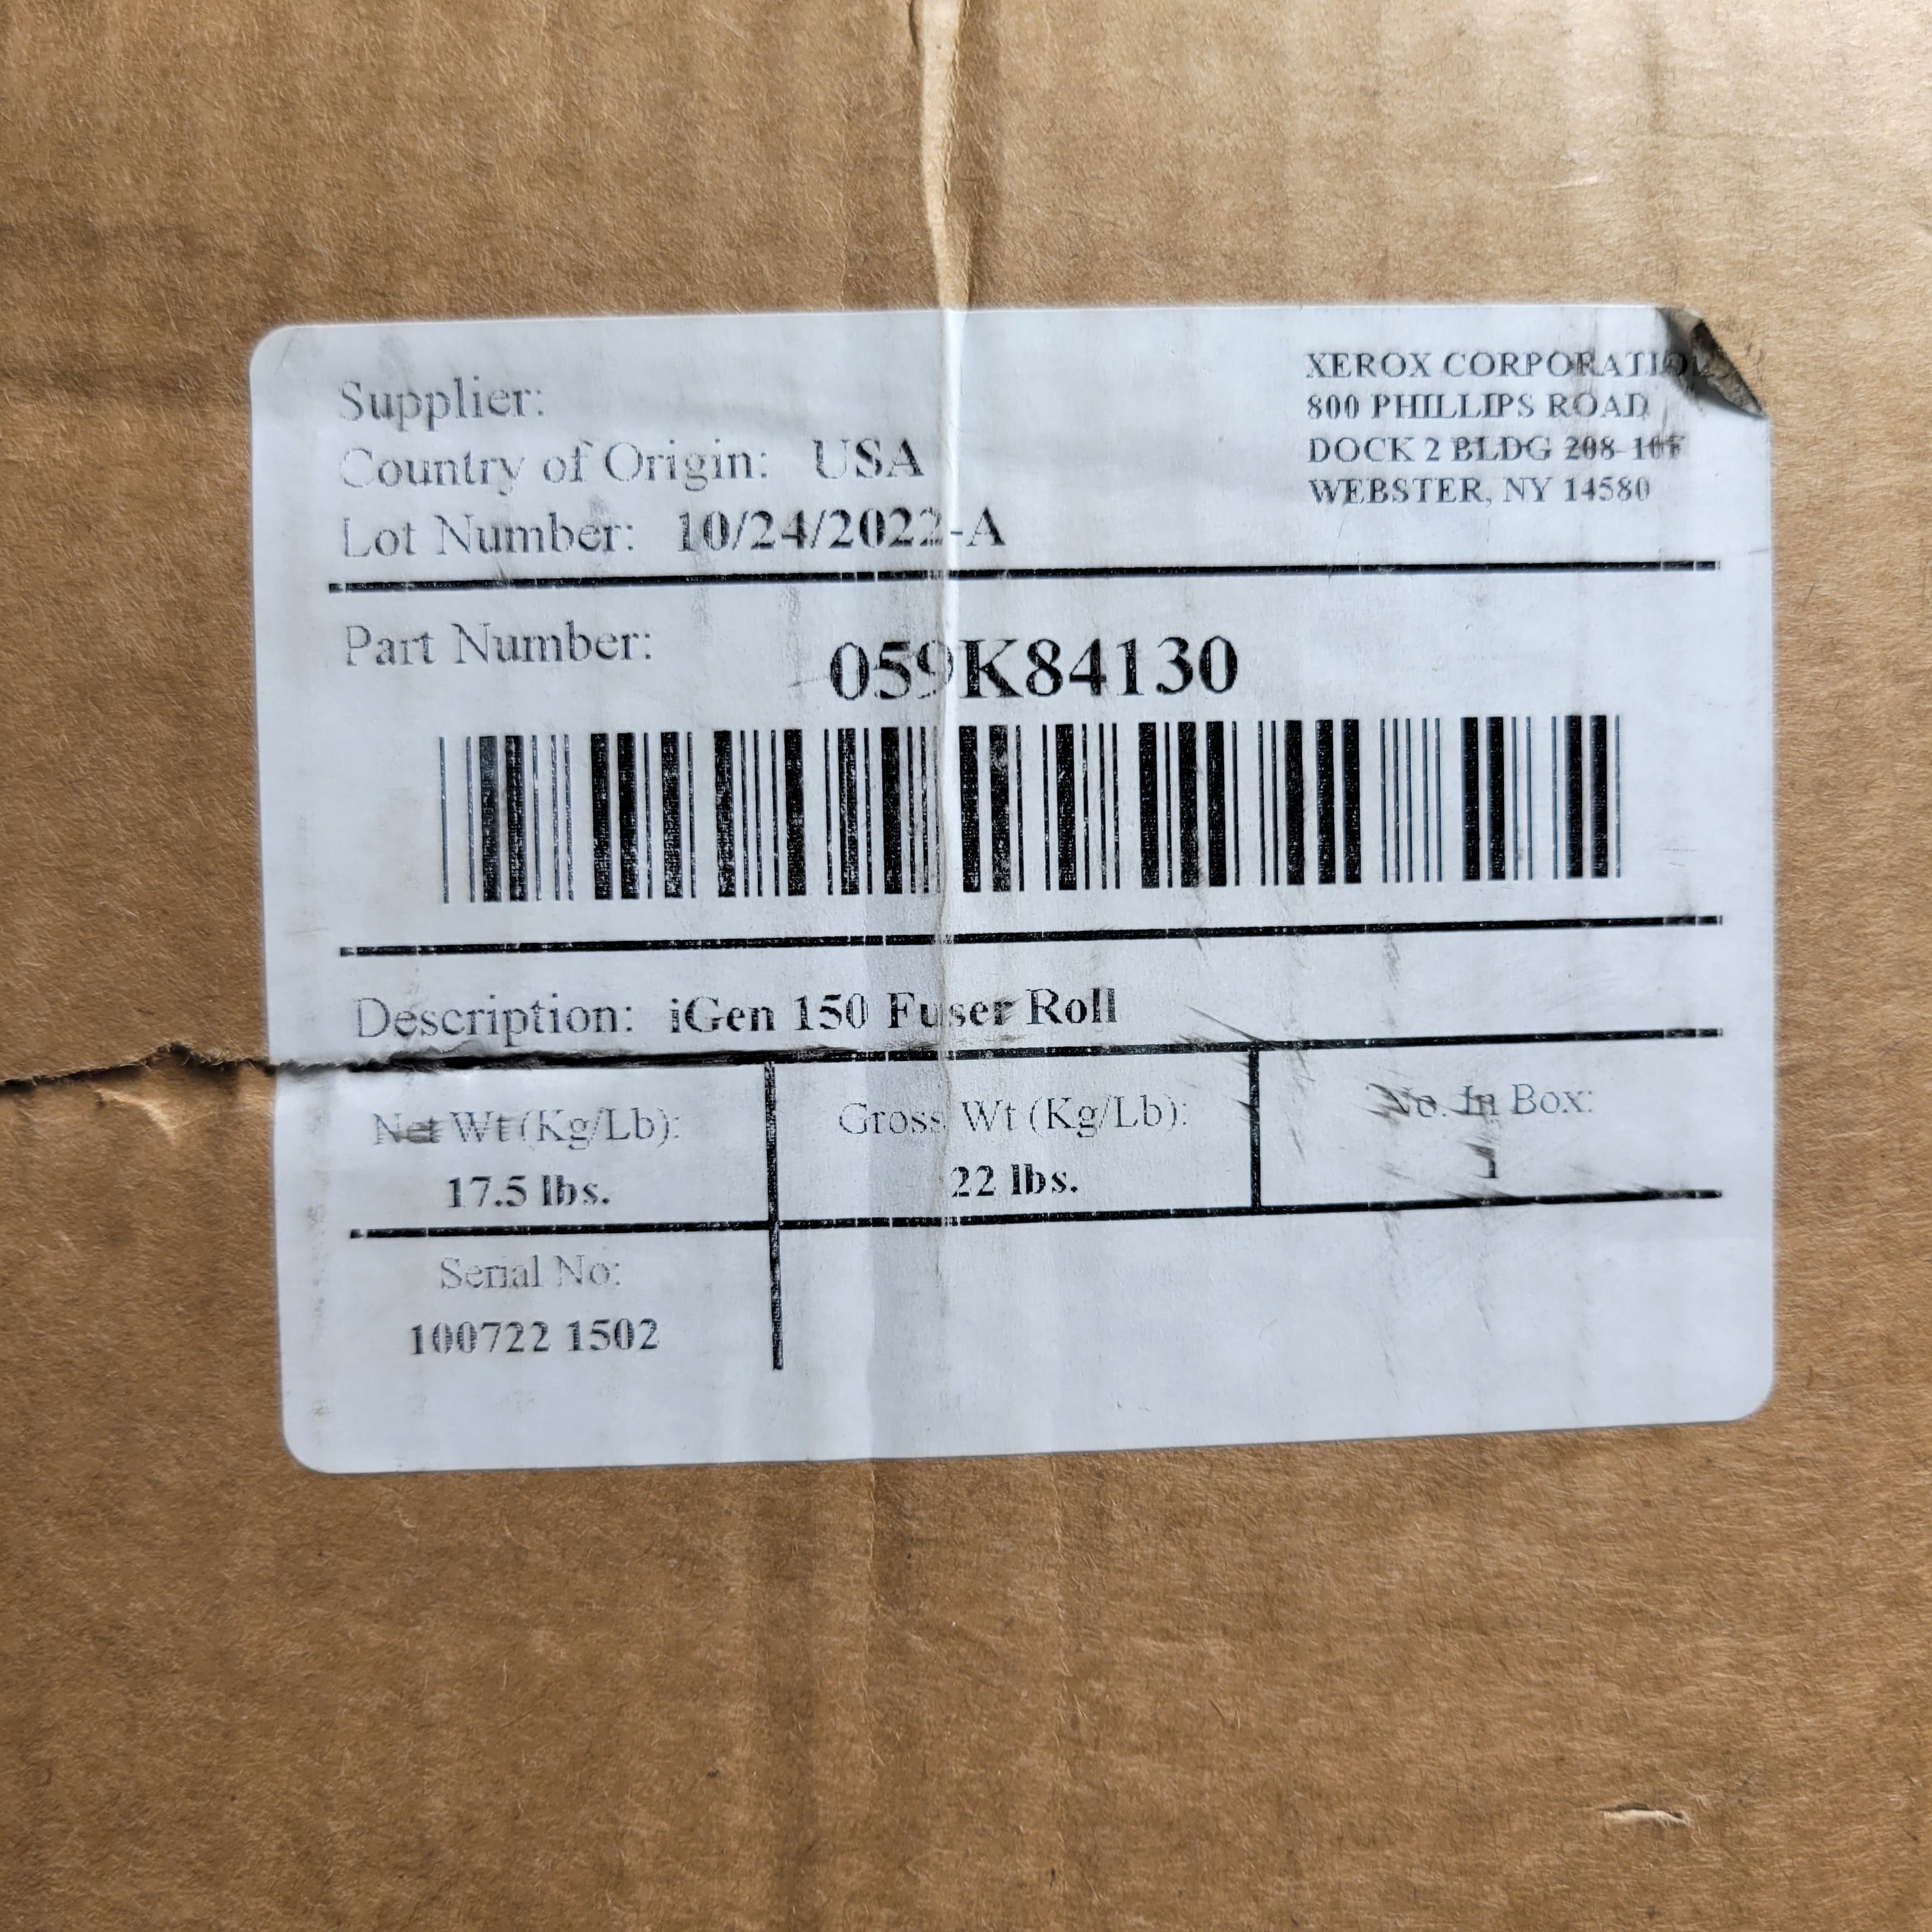 Supplier:
Country of Origin: USA
Lot Number: 10/24/2022-A
XEROX CORPORATION
800 PHILLIPS ROAD
DOCK 2 BLDG 208
WEBSTER, NY 14580
Part Number: 059K84130
Description: iGen 150 Fuser Roll
Net Wt (Kg/Lb):
17.5 lbs.
Gross Wt (Kg/Lb):
22 lbs.
No. In Box:
1
Serial No:
100722 1502